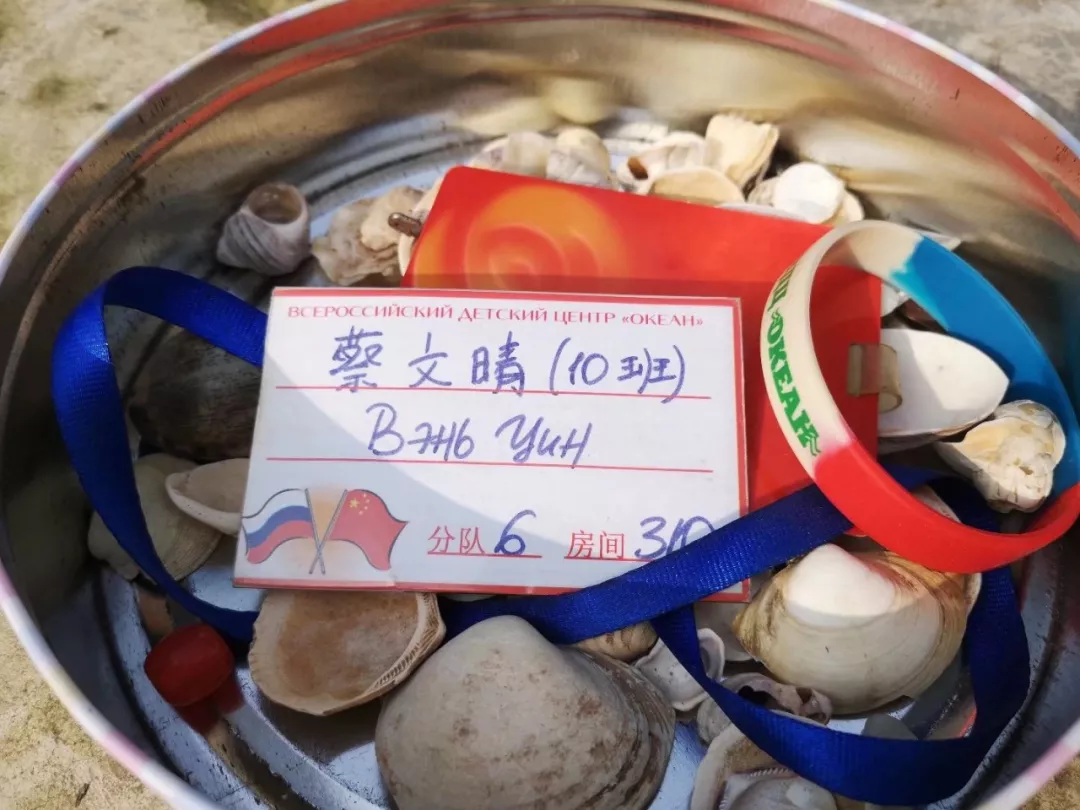 ВСЕРОССИЙСКИЙ ДЕТСКИЙ ЦЕНТР «ОКЕАН»
蔡文晴(10班)
Вэнь Цин
分队 6 房间 310
«ОКЕАН»